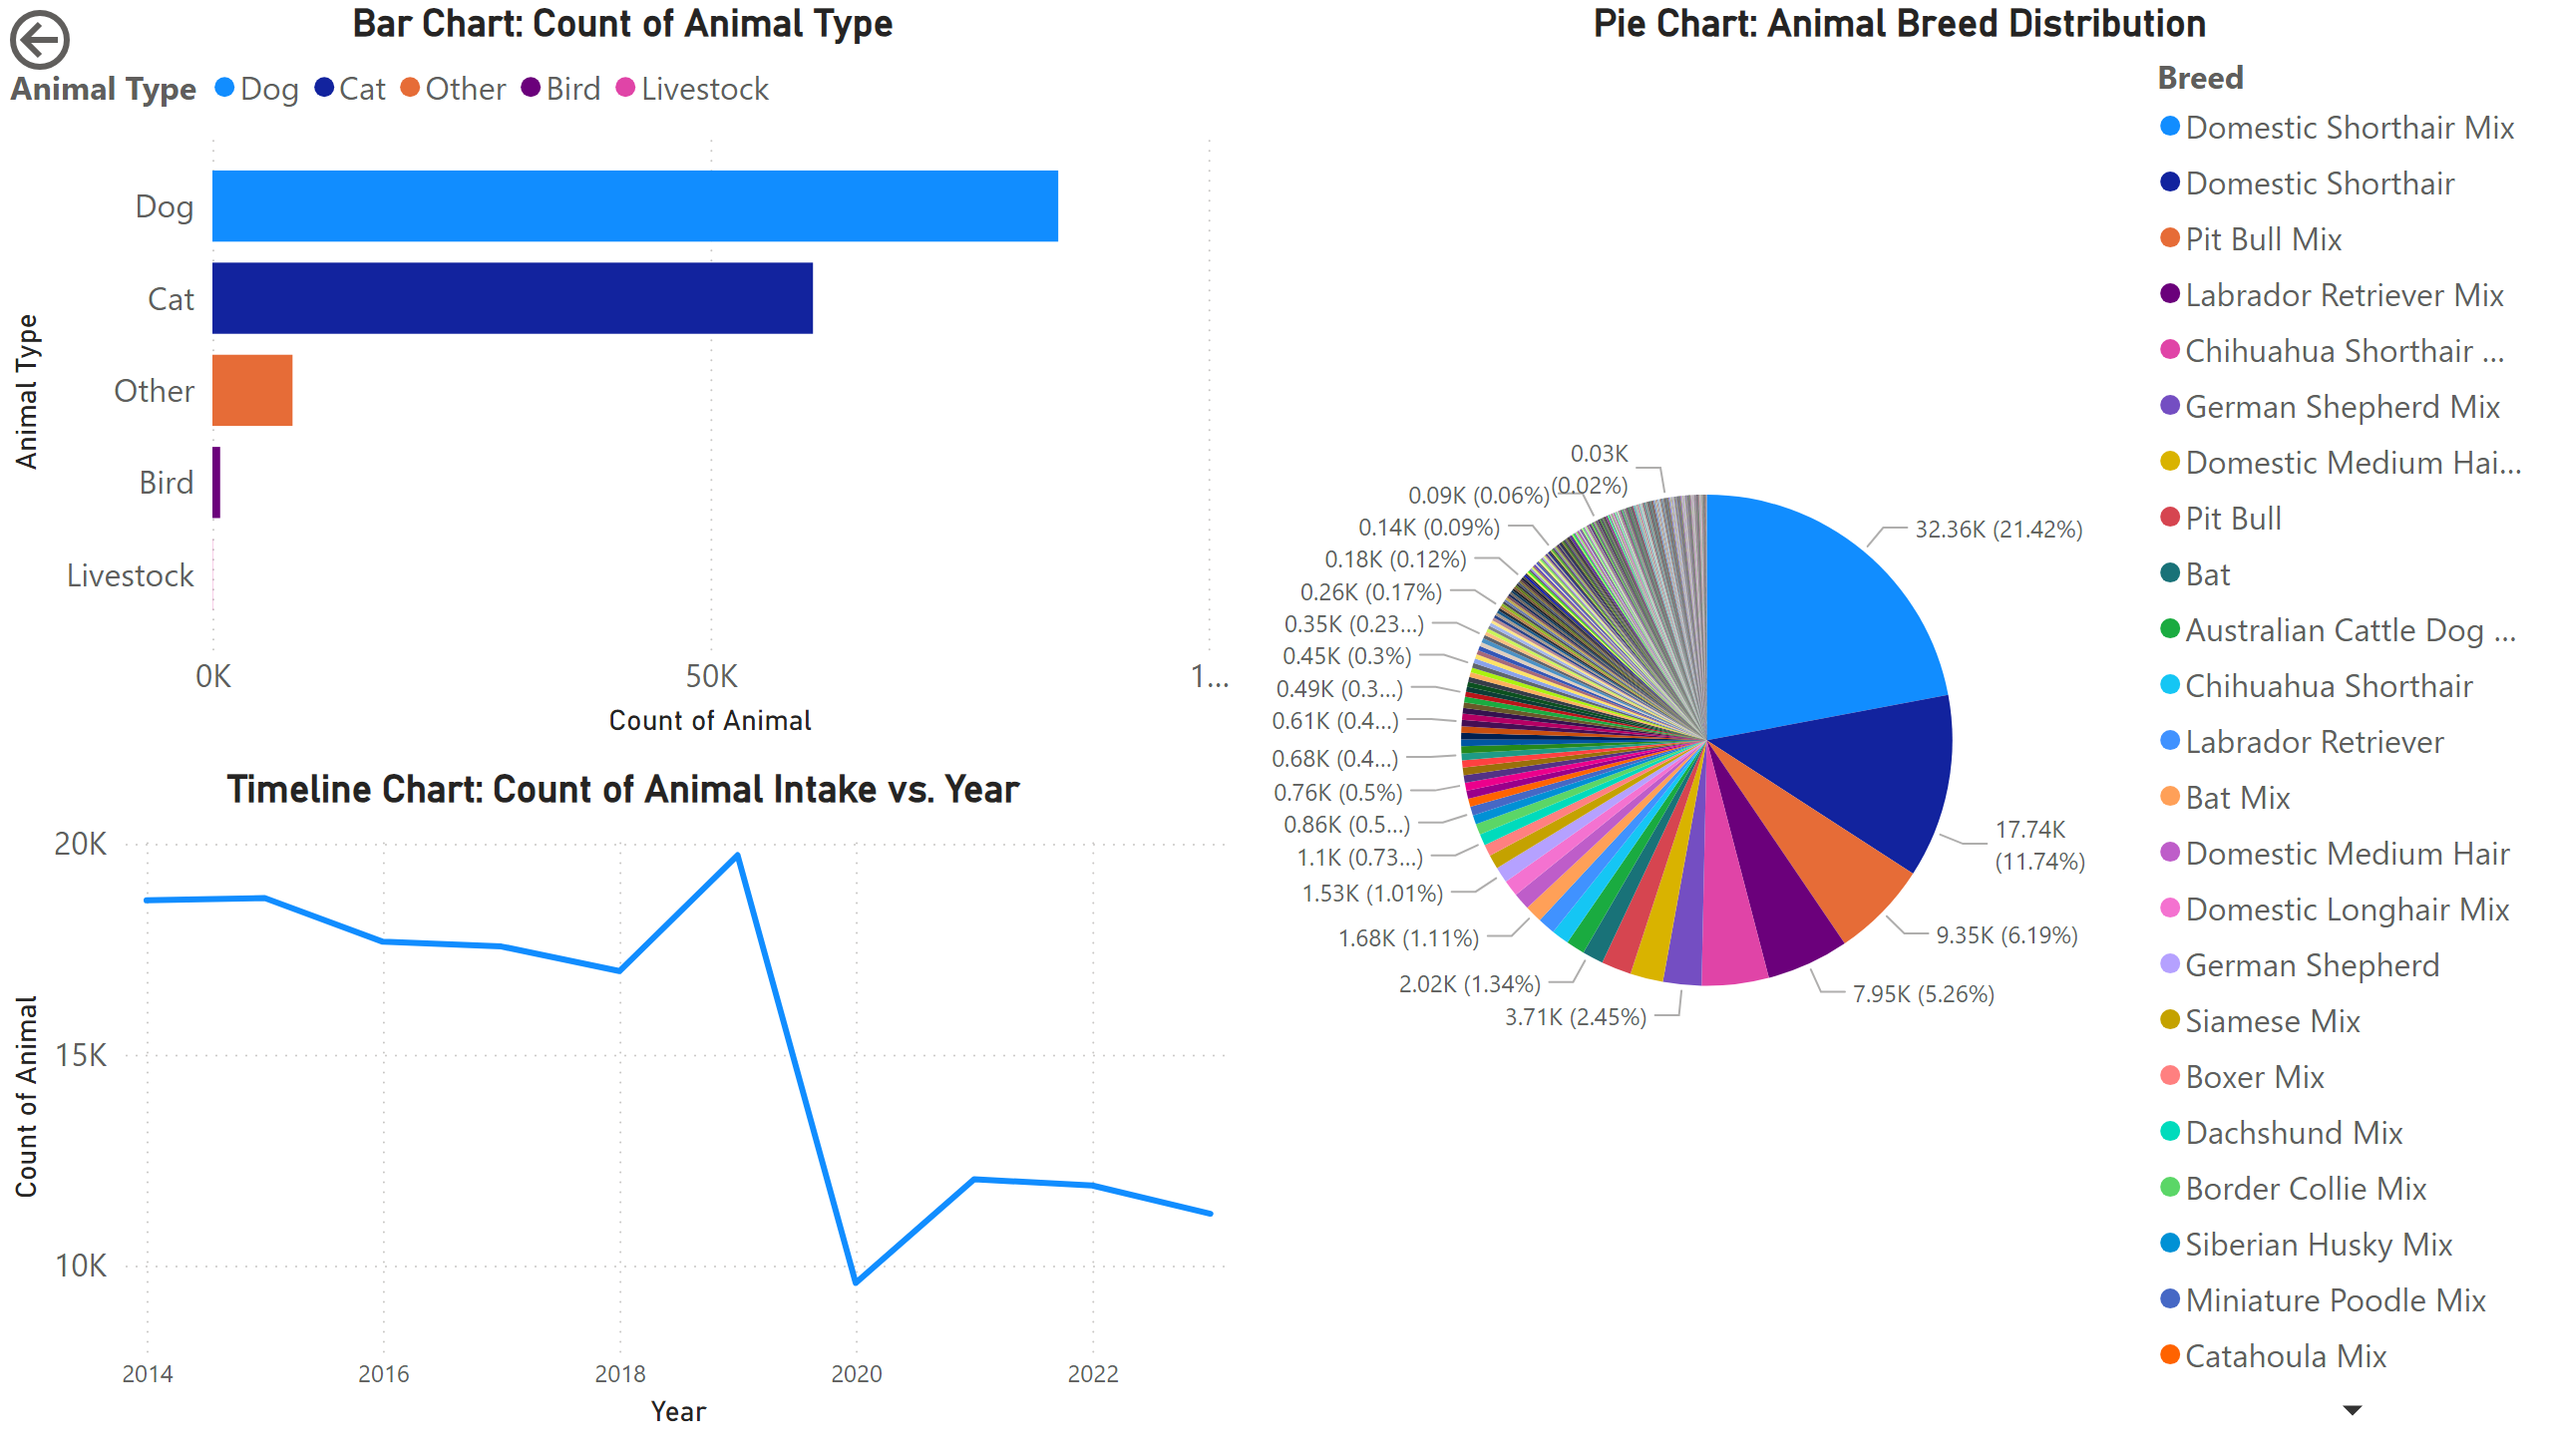 Bar Chart: Count of Animal Type
Animal Type Dog Cat Other Bird Livestock
Animal Type
Dog
Cat
Other
Bird
Livestock
0K 50K 1...
Count of Animal
Timeline Chart: Count of Animal Intake vs. Year
Count of Animal
20K
15K
10K
2014 2016 2018 2020 2022
Year
Pie Chart: Animal Breed Distribution
32.36K (21.42%)
17.74K
(11.74%)
9.35K (6.19%)
7.95K (5.26%)
3.71K (2.45%)
2.02K (1.34%)
1.68K (1.11%)
1.53K (1.01%)
1.1K (0.73...)
0.86K (0.5...)
0.76K (0.5%)
0.68K (0.4...)
0.61K (0.4...)
0.49K (0.3...)
0.45K (0.3%)
0.35K (0.23...)
0.26K (0.17%)
0.18K (0.12%)
0.14K (0.09%)
0.09K (0.06%)
0.03K
(0.02%)
Breed
Domestic Shorthair Mix
Domestic Shorthair
Pit Bull Mix
Labrador Retriever Mix
Chihuahua Shorthair ...
German Shepherd Mix
Domestic Medium Hai...
Pit Bull
Bat
Australian Cattle Dog ...
Chihuahua Shorthair
Labrador Retriever
Bat Mix
Domestic Medium Hair
Domestic Longhair Mix
German Shepherd
Siamese Mix
Boxer Mix
Dachshund Mix
Border Collie Mix
Siberian Husky Mix
Miniature Poodle Mix
Catahoula Mix